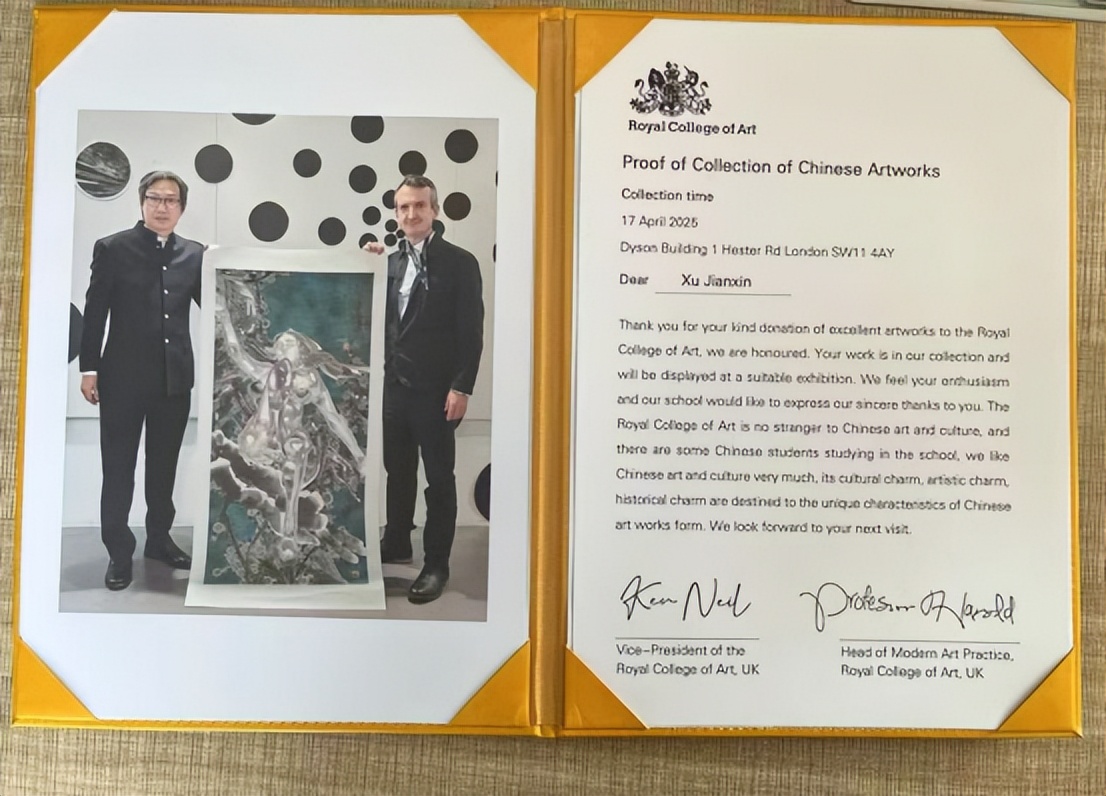 Royal College of Art
Proof of Collection of Chinese Artworks
Collection time
17 April 2025
Dyson Building 1 Hester Rd London SW11 4AY
Dear Xu Jianxin
Thank you for your kind donation of excellent artworks to the Royal
College of Art, we are honoured. Your work is in our collection and
will be displayed at a suitable exhibition. We feel your enthusiasm
and our school would like to express our sincere thanks to you. The
Royal College of Art is no stranger to Chinese art and culture, and
there are some Chinese students studying in the school, we like
Chinese art and culture very much, its cultural charm, artistic charm,
historical charm are destined to the unique characteristics of Chinese
art works form. We look forward to your next visit.
Ken Neil
Professor A Harold
Vice-President of the
Royal College of Art, UK
Head of Modern Art Practice,
Royal College of Art, UK